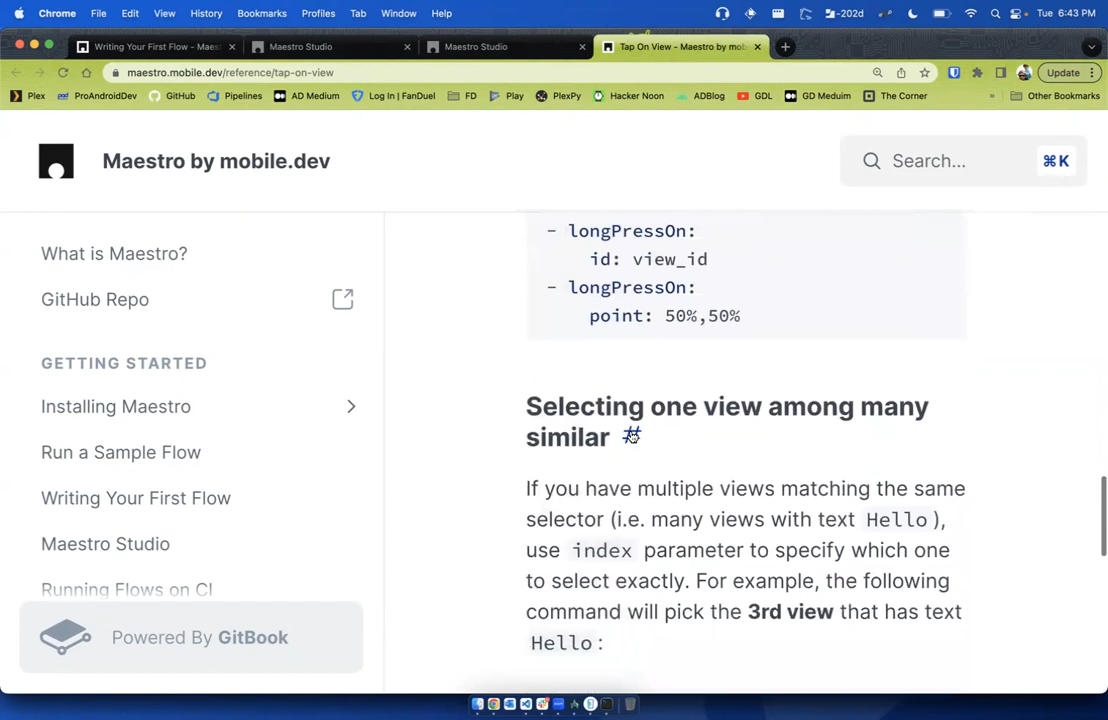 Chrome File Edit View History Bookmarks Profiles Tab Window Help -202d Tue 6:43 PM
Writing Your First Flow - Maes × Maestro Studio × Maestro Studio × Tap On View - Maestro by mob ×
maestro.mobile.dev/reference/tap-on-view Update
Plex ProAndroidDev GitHub Pipelines AD Medium Log In | FanDuel FD Play PlexPy Hacker Noon ADBlog GDL GD Meduim The Corner » Other Bookmarks
Maestro by mobile.dev Search... ⌘K
What is Maestro?
GitHub Repo
GETTING STARTED
Installing Maestro
Run a Sample Flow
Writing Your First Flow
Maestro Studio
Running Flows on CI
Powered By GitBook
- longPressOn:
id: view_id
- longPressOn:
point: 50%,50%
Selecting one view among many
similar #
If you have multiple views matching the same
selector (i.e. many views with text Hello ),
use index parameter to specify which one
to select exactly. For example, the following
command will pick the 3rd view that has text
Hello :